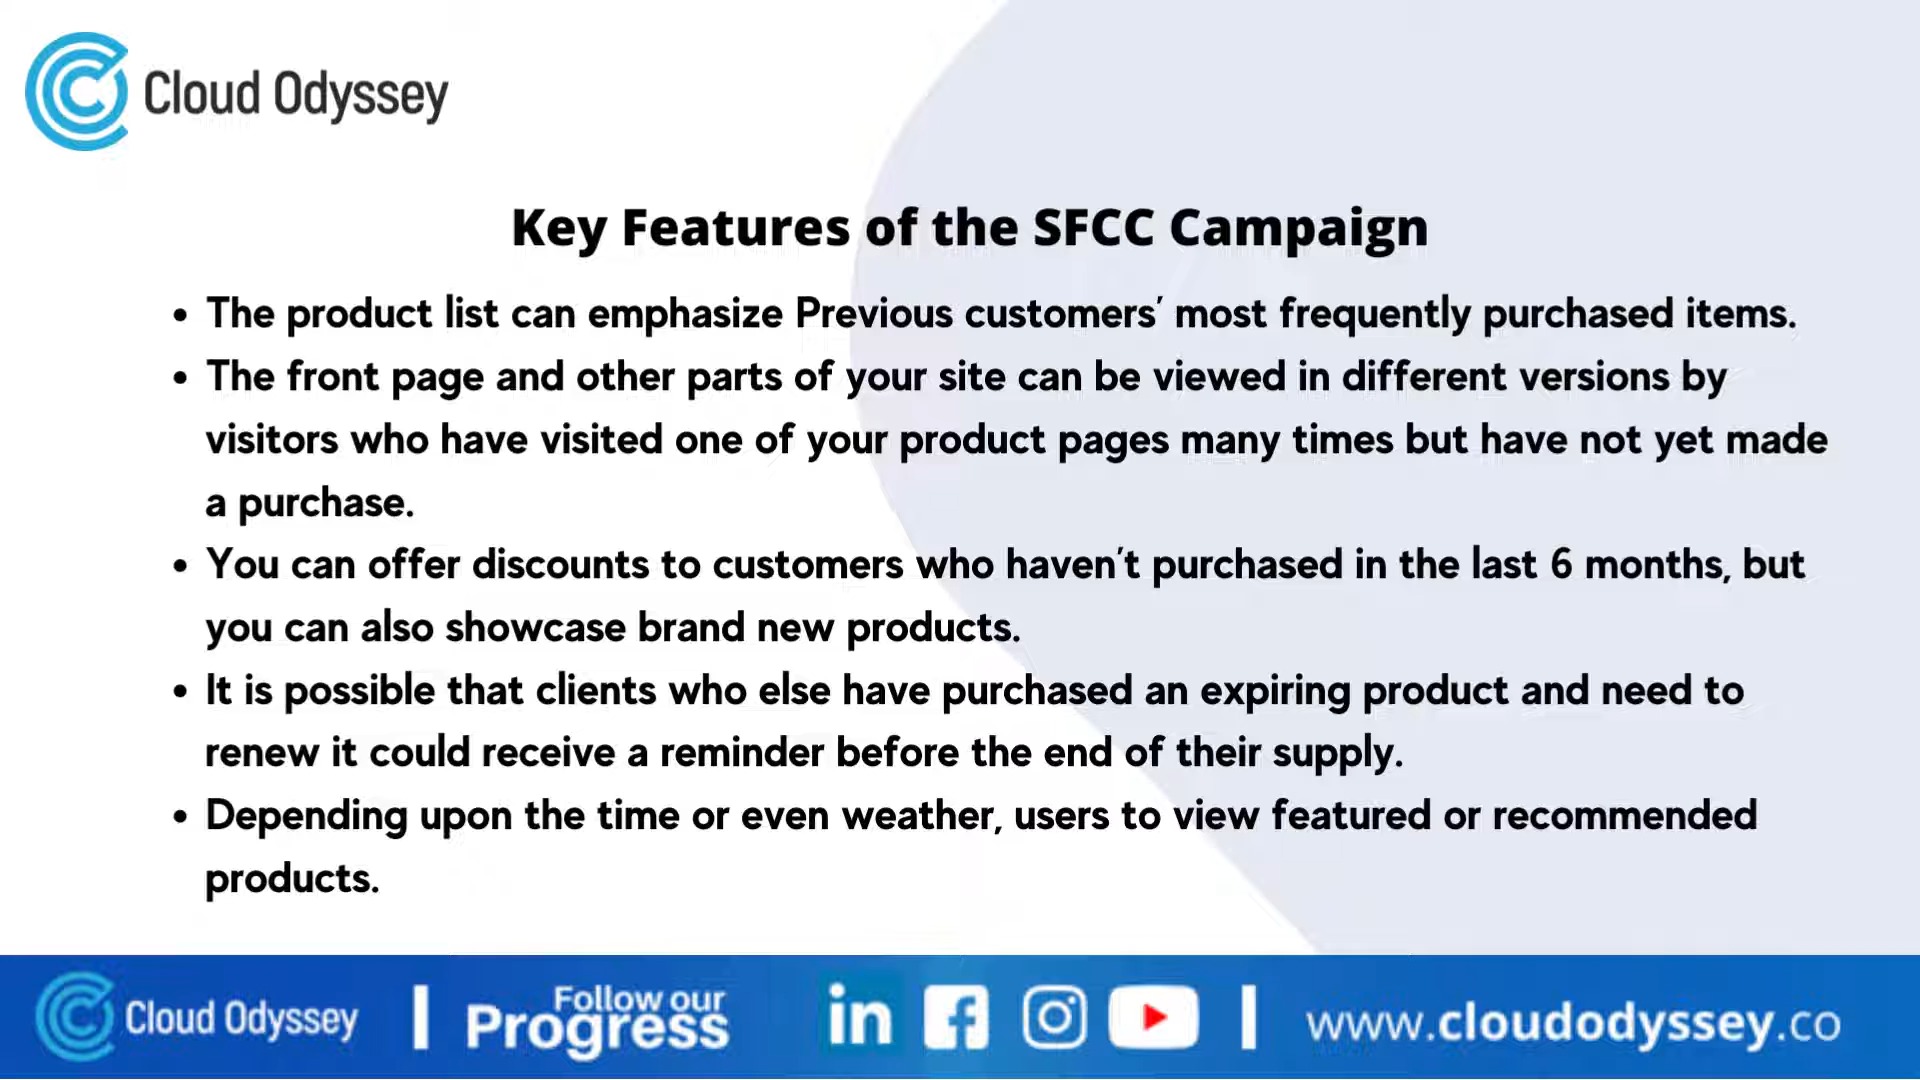 Cloud Odyssey
Key Features of the SFCC Campaign
• The product list can emphasize Previous customers’ most frequently purchased items.
• The front page and other parts of your site can be viewed in different versions by
visitors who have visited one of your product pages many times but have not yet made
a purchase.
• You can offer discounts to customers who haven’t purchased in the last 6 months, but
you can also showcase brand new products.
• It is possible that clients who else have purchased an expiring product and need to
renew it could receive a reminder before the end of their supply.
• Depending upon the time or even weather, users to view featured or recommended
products.
Cloud Odyssey
Follow our
Progress
in
www.cloudodyssey.co